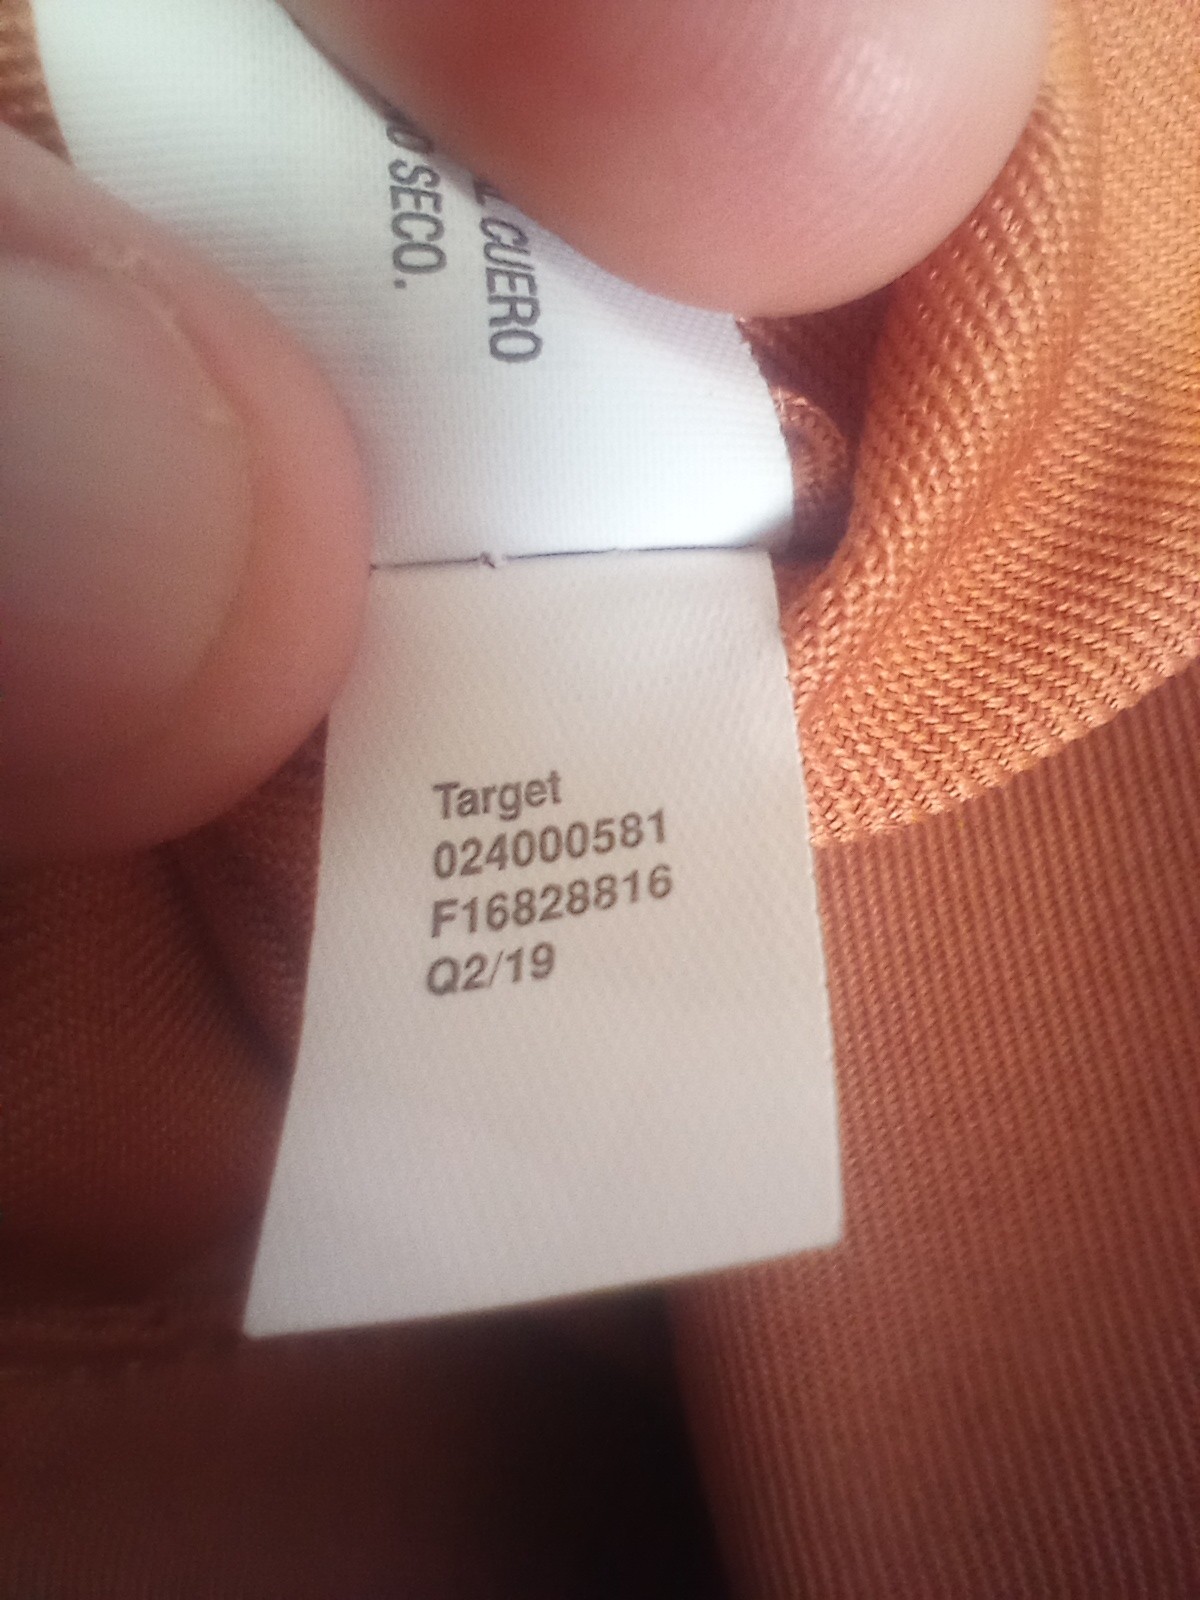 CUERO
SECO.
Target
024000581
F16828816
Q2/19